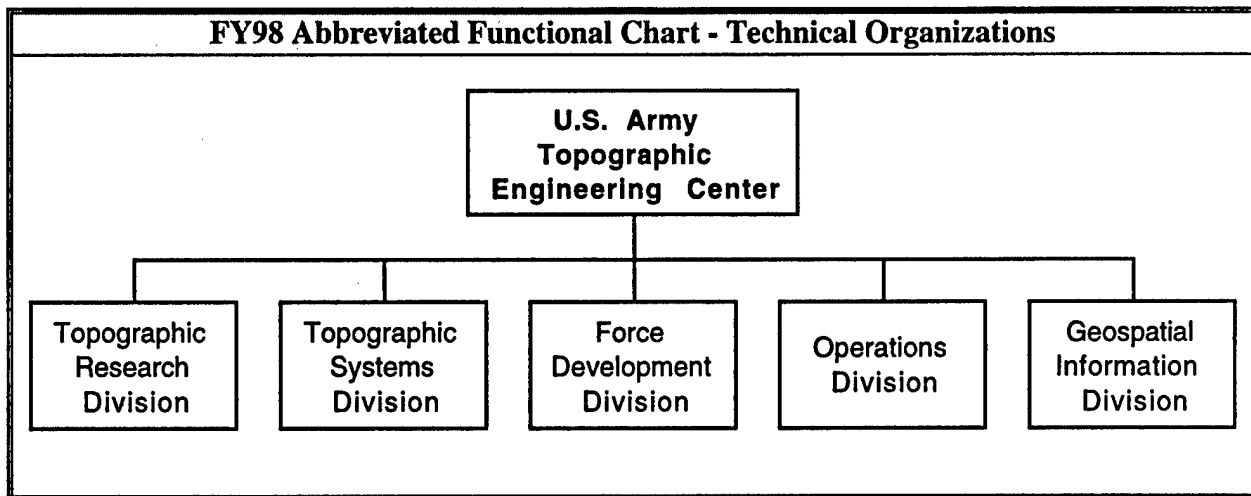 FY98 Abbreviated Functional Chart - Technical Organizations
U.S. Army
Topographic
Engineering Center
Topographic
Research
Division
Topographic
Systems
Division
Force
Development
Division
Operations
Division
Geospatial
Information
Division